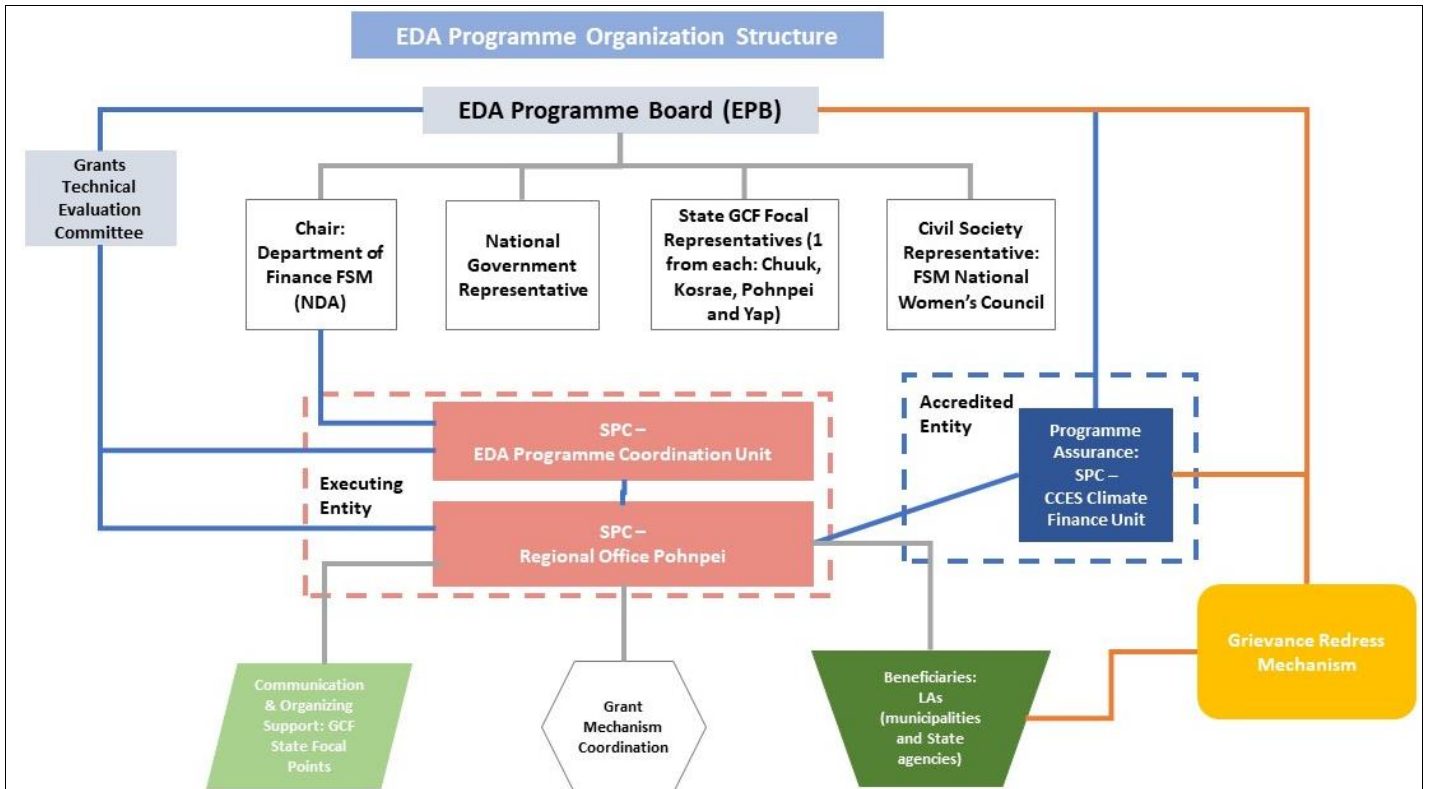 EDA Programme Organization Structure
EDA Programme Board (EPB)
Grants
Technical
Evaluation
Committee
Chair:
Department of
Finance FSM
(NDA)
National
Government
Representative
State GCF Focal
Representatives (1
from each: Chuuk,
Kosrae, Pohnpei
and Yap)
Civil Society
Representative:
FSM National
Women’s Council
Executing
Entity
SPC –
EDA Programme Coordination Unit
SPC –
Regional Office Pohnpei
Accredited
Entity
Programme
Assurance:
SPC –
CCES Climate
Finance Unit
Communication
& Organizing
Support: GCF
State Focal
Points
Grant
Mechanism
Coordination
Beneficiaries:
LAs
(municipalities
and State
agencies)
Grievance Redress
Mechanism